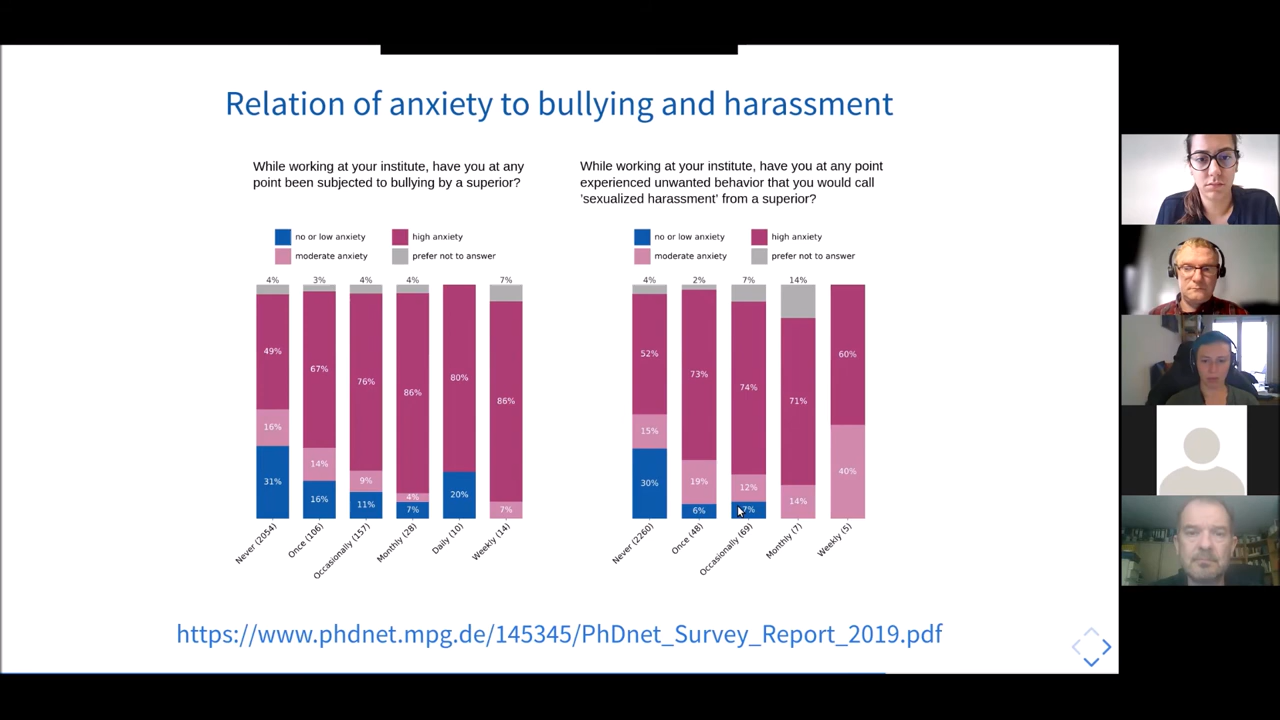 Relation of anxiety to bullying and harassment
While working at your institute, have you at any
point been subjected to bullying by a superior?
no or low anxiety
high anxiety
moderate anxiety
prefer not to answer
4%
3%
4%
4%
7%
49%
67%
76%
86%
80%
86%
16%
14%
9%
4%
7%
31%
16%
11%
7%
20%
Never (2054)
Once (106)
Occasionally (157)
Monthly (28)
Daily (10)
Weekly (14)
While working at your institute, have you at any point
experienced unwanted behavior that you would call
'sexualized harassment' from a superior?
no or low anxiety
high anxiety
moderate anxiety
prefer not to answer
4%
2%
7%
14%
52%
73%
74%
71%
60%
15%
19%
12%
14%
40%
30%
6%
7%
Never (2260)
Once (48)
Occasionally (69)
Monthly (7)
Weekly (5)
https://www.phdnet.mpg.de/145345/PhDnet_Survey_Report_2019.pdf